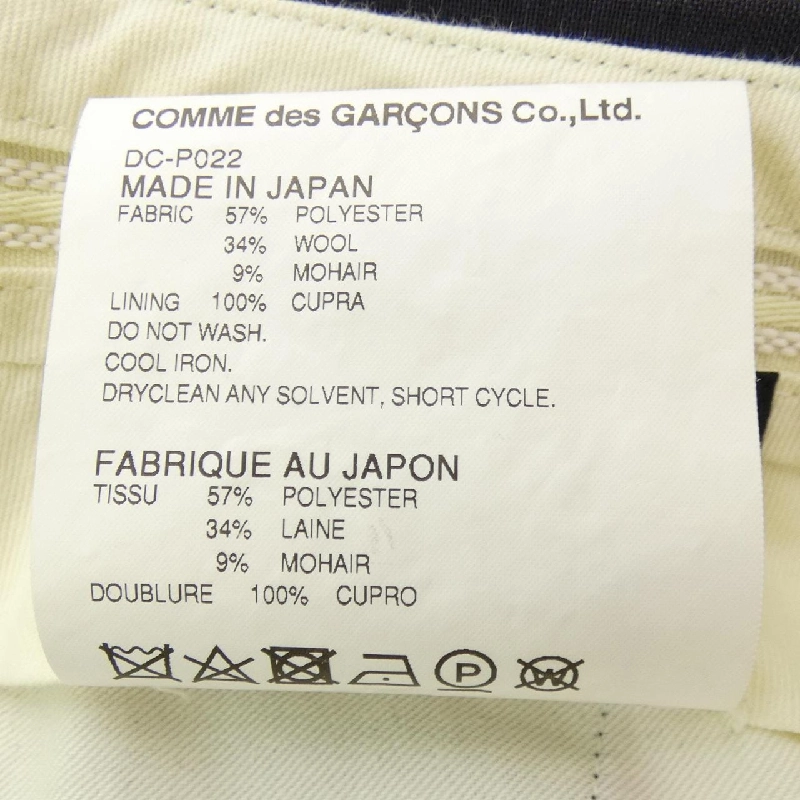 COMME des GARÇONS Co.,Ltd.
DC-P022
MADE IN JAPAN
FABRIC 57% POLYESTER
34% WOOL
9% MOHAIR
LINING 100% CUPRA
DO NOT WASH.
COOL IRON.
DRYCLEAN ANY SOLVENT, SHORT CYCLE.
FABRIQUE AU JAPON
TISSU 57% POLYESTER
34% LAINE
9% MOHAIR
DOUBLURE 100% CUPRO
P W